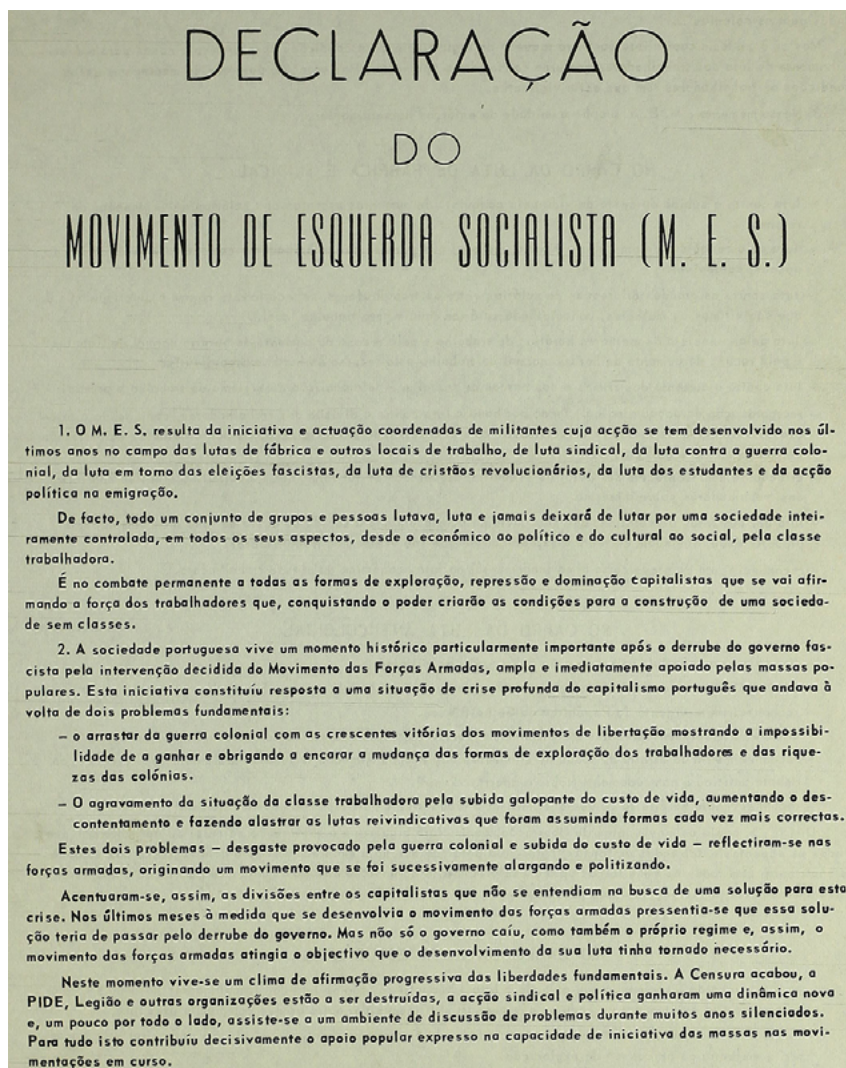 DECLARAÇÃO
DO
MOVIMENTO DE ESQUERDA SOCIALISTA (M. E. S.)
1. O M. E. S. resulta da iniciativa e actuação coordenadas de militantes cuja acção se tem desenvolvido nos úl-
timos anos no campo das lutas de fábrica e outros locais de trabalho, de luta sindical, da luta contra a guerra colo-
nial, da luta em torno das eleições fascistas, da luta de cristãos revolucionários, da luta dos estudantes e da acção
política na emigração.
De facto, todo um conjunto de grupos e pessoas lutava, luta e jamais deixará de lutar por uma sociedade intei-
ramente controlada, em todos os seus aspectos, desde o económico ao político e do cultural ao social, pela classe
trabalhadora.
É no combate permanente a todas as formas de exploração, repressão e dominação capitalistas que se vai afir-
mando a força dos trabalhadores que, conquistando o poder criarão as condições para a construção de uma socieda-
de sem classes.
2. A sociedade portuguesa vive um momento histórico particularmente importante após o derrube do governo fas-
cista pela intervenção decidida do Movimento das Forças Armadas, ampla e imediatamente apoiado pelas massas po-
pulares. Esta iniciativa constituíu resposta a uma situação de crise profunda do capitalismo português que andava à
volta de dois problemas fundamentais:
– o arrastar da guerra colonial com as crescentes vitórias dos movimentos de libertação mostrando a impossibi-
lidade de a ganhar e obrigando a encarar a mudança das formas de exploração dos trabalhadores e das rique-
zas das colónias.
– O agravamento da situação da classe trabalhadora pela subida galopante do custo de vida, aumentando o des-
contentamento e fazendo alastrar as lutas reivindicativas que foram assumindo formas cada vez mais correctas.
Estes dois problemas – desgaste provocado pela guerra colonial e subida do custo de vida – reflectiram-se nas
forças armadas, originando um movimento que se foi sucessivamente alargando e politizando.
Acentuaram-se, assim, as divisões entre os capitalistas que não se entendiam na busca de uma solução para esta
crise. Nos últimos meses à medida que se desenvolvia o movimento das forças armadas pressentia-se que essa solu-
ção teria de passar pelo derrube do governo. Mas não só o governo caíu, como também o próprio regime e, assim, o
movimento das forças armadas atingia o objectivo que o desenvolvimento da sua luta tinha tornado necessário.
Neste momento vive-se um clima de afirmação progressiva das liberdades fundamentais. A Censura acabou, a
PIDE, Legião e outras organizações estão a ser destruídas, a acção sindical e política ganharam uma dinâmica nova
e, um pouco por todo o lado, assiste-se a um ambiente de discussão de problemas durante muitos anos silenciados.
Para tudo isto contribuíu decisivamente o apoio popular expresso na capacidade de iniciativa das massas nas movi-
mentações em curso.